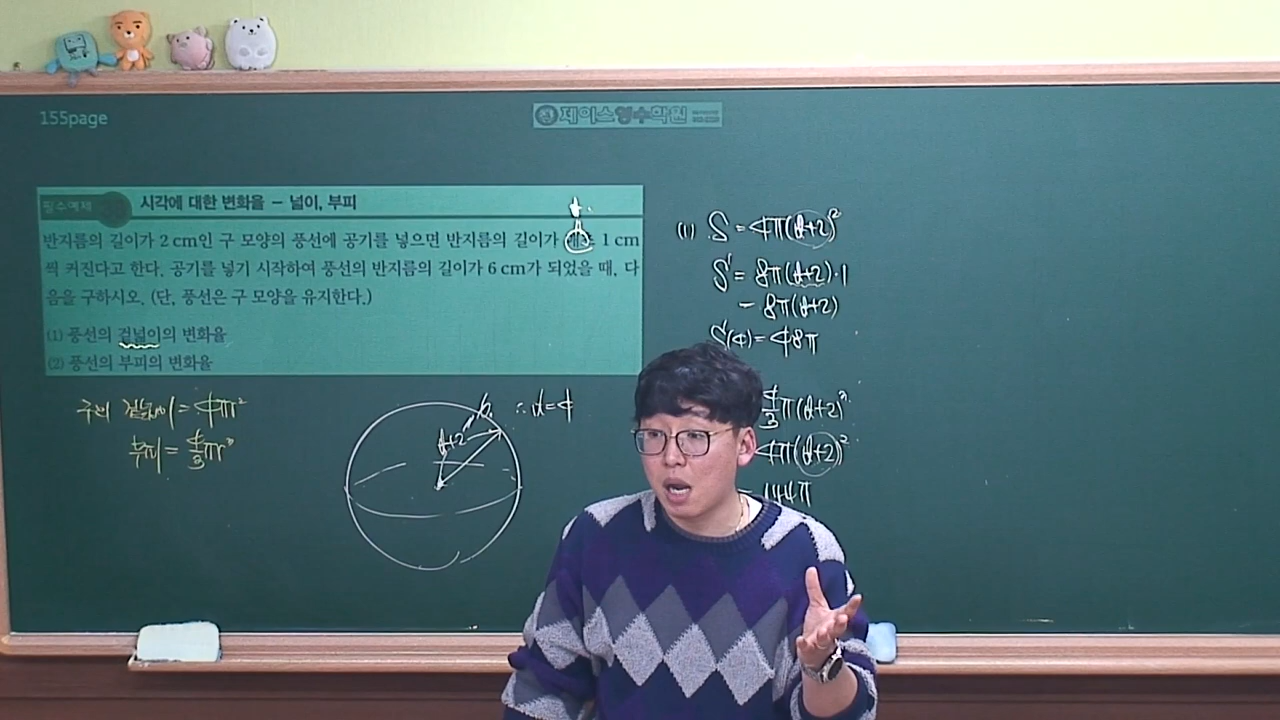 155page
제이스영수학원
필수예제
시각에 대한 변화율 - 넓이, 부피
반지름의 길이가 2 cm인 구 모양의 풍선에 공기를 넣으면 반지름의 길이가 매초 1 cm
씩 커진다고 한다. 공기를 넣기 시작하여 풍선의 반지름의 길이가 6 cm가 되었을 때, 다
음을 구하시오. (단, 풍선은 구 모양을 유지한다.)
(1) 풍선의 겉넓이의 변화율
(2) 풍선의 부피의 변화율
구의 겉넓이 = 4πr²
부피 = 4/3 πr³
t+2 = 6
∴ t = 4
(1) S = 4π(t+2)²
S' = 8π(t+2)·1
= 8π(t+2)
S'(4) = 48π
4/3 π(t+2)³
4π(t+2)²
= 144π